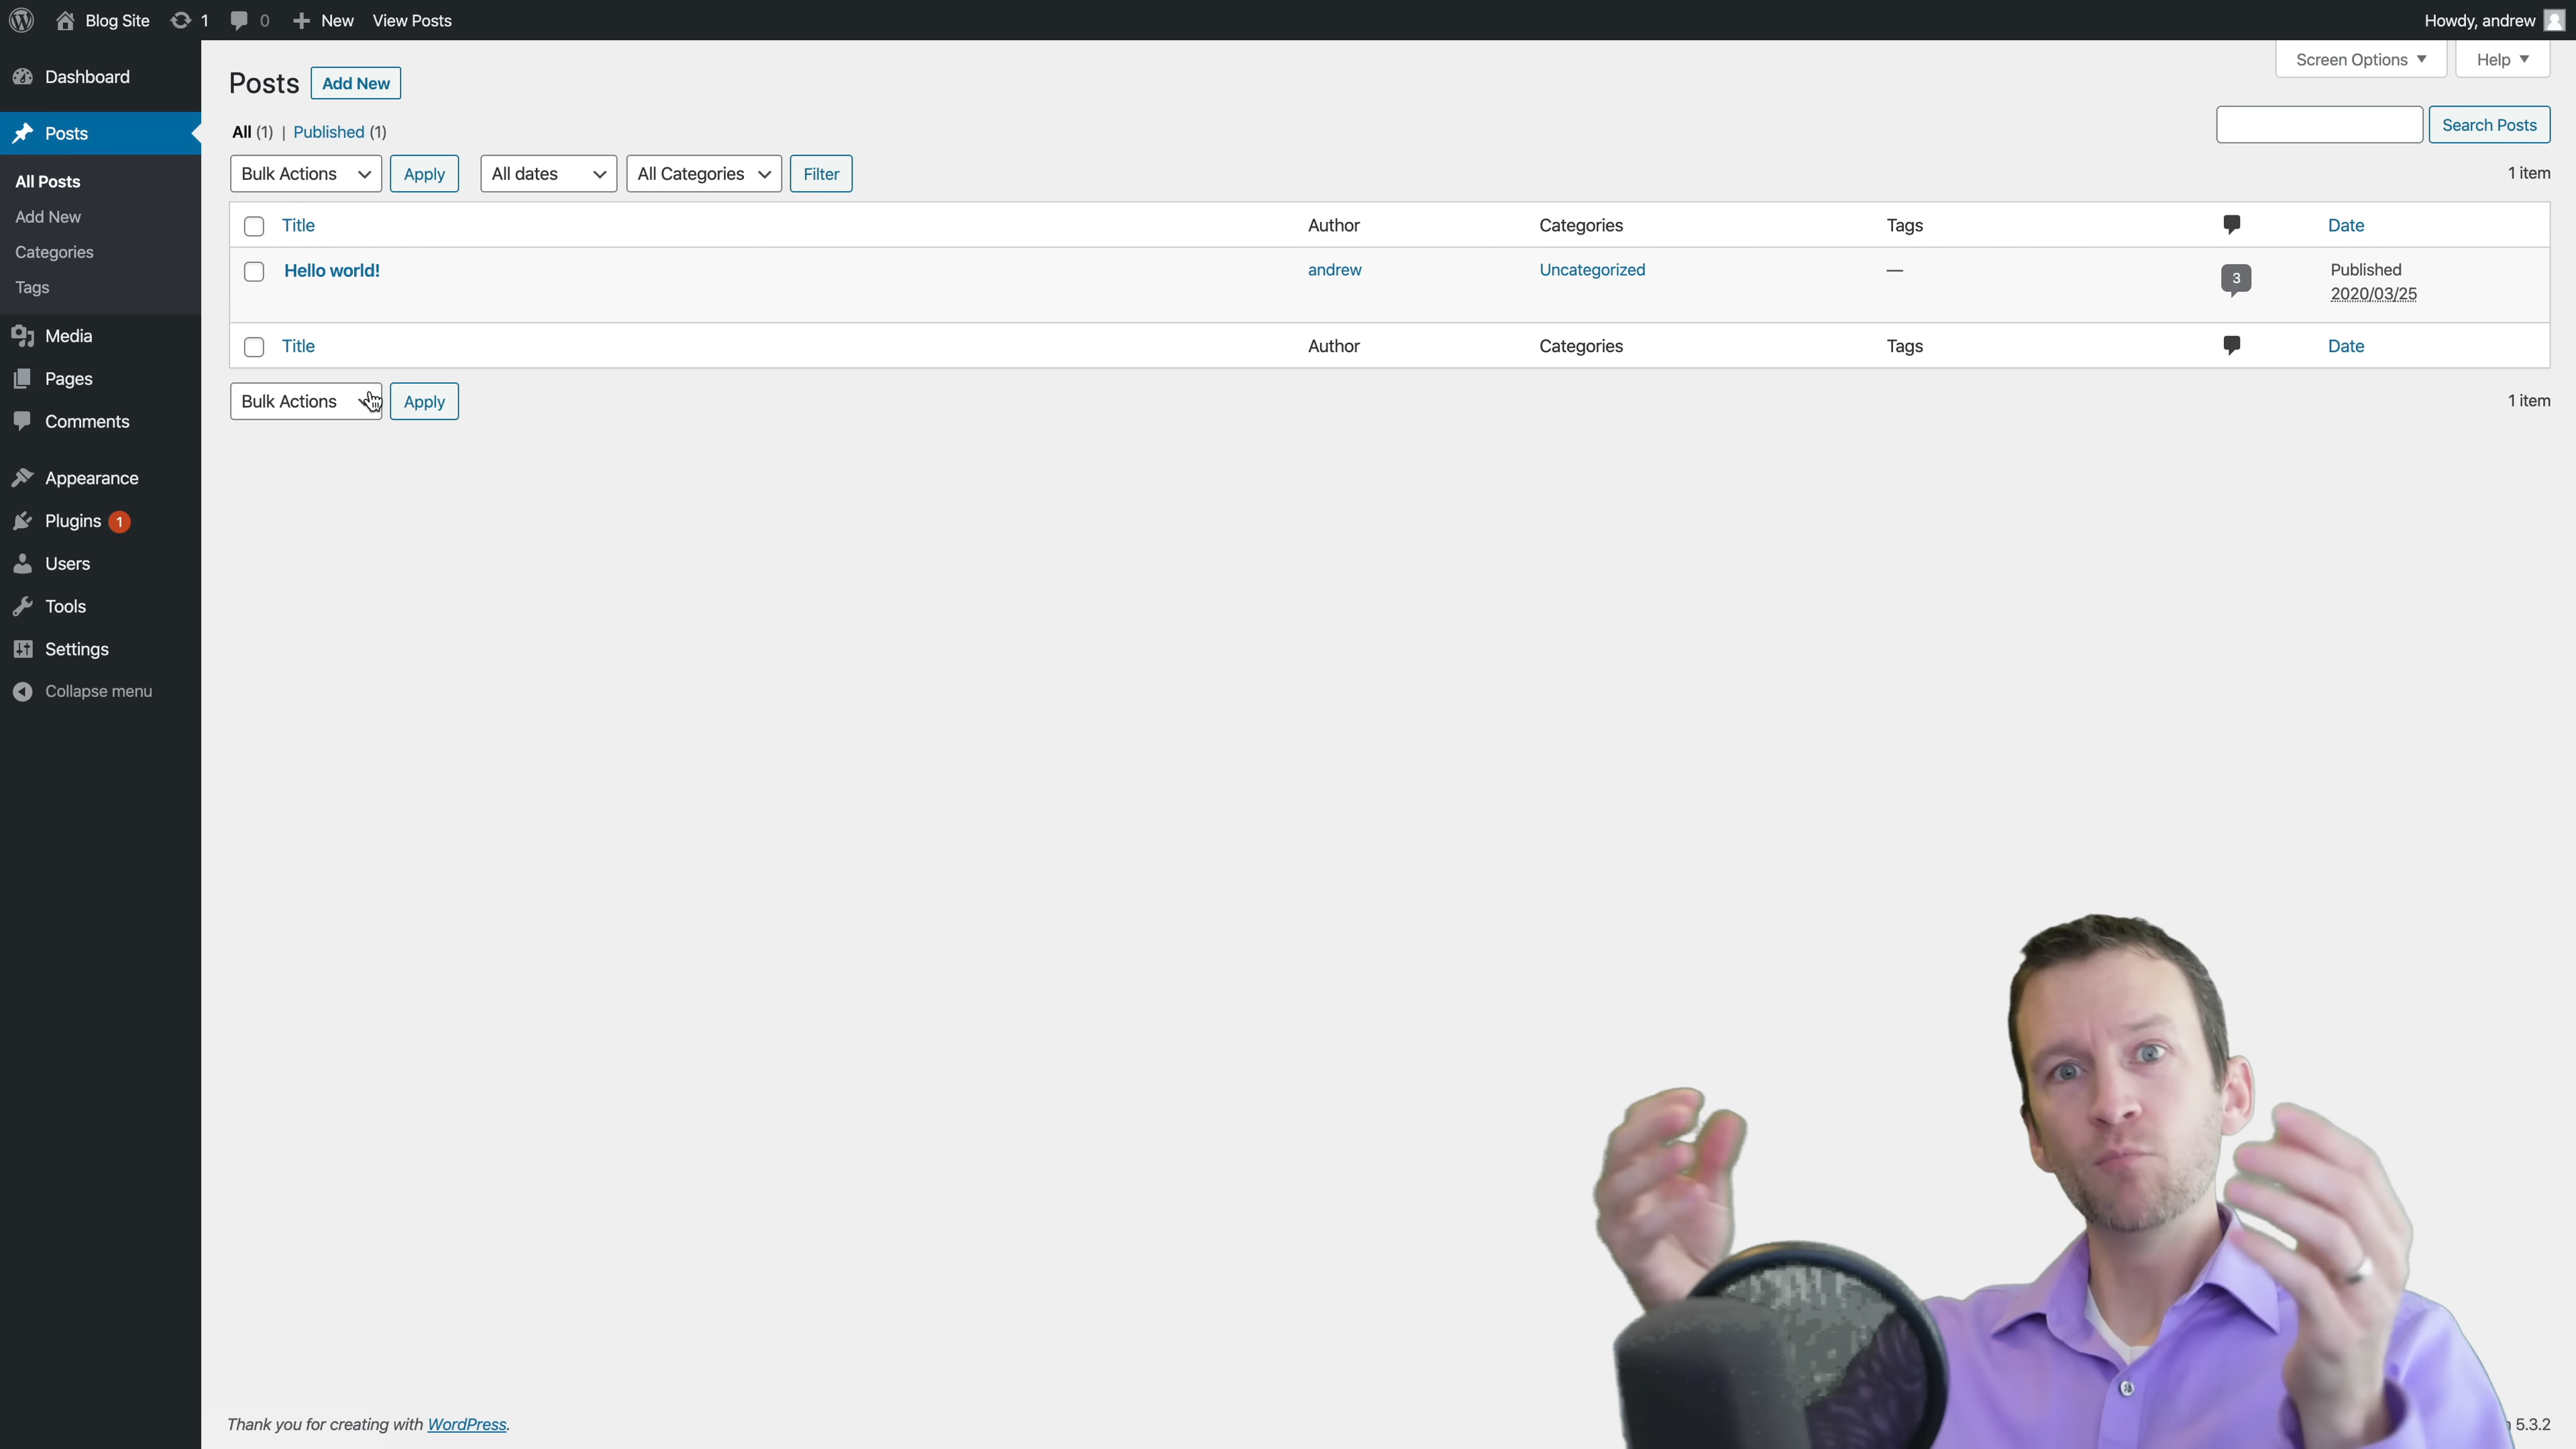 Blog Site 1 0 New View Posts Howdy, andrew
Dashboard
Posts
All Posts
Add New
Categories
Tags
Media
Pages
Comments
Appearance
Plugins 1
Users
Tools
Settings
Collapse menu
Screen Options Help
Posts Add New
All (1) | Published (1)
Search Posts
Bulk Actions Apply All dates All Categories Filter 1 item
Title Author Categories Tags Date
Hello world! andrew Uncategorized — 3 Published
2020/03/25
Title Author Categories Tags Date
Bulk Actions Apply 1 item
Thank you for creating with WordPress. 5.3.2